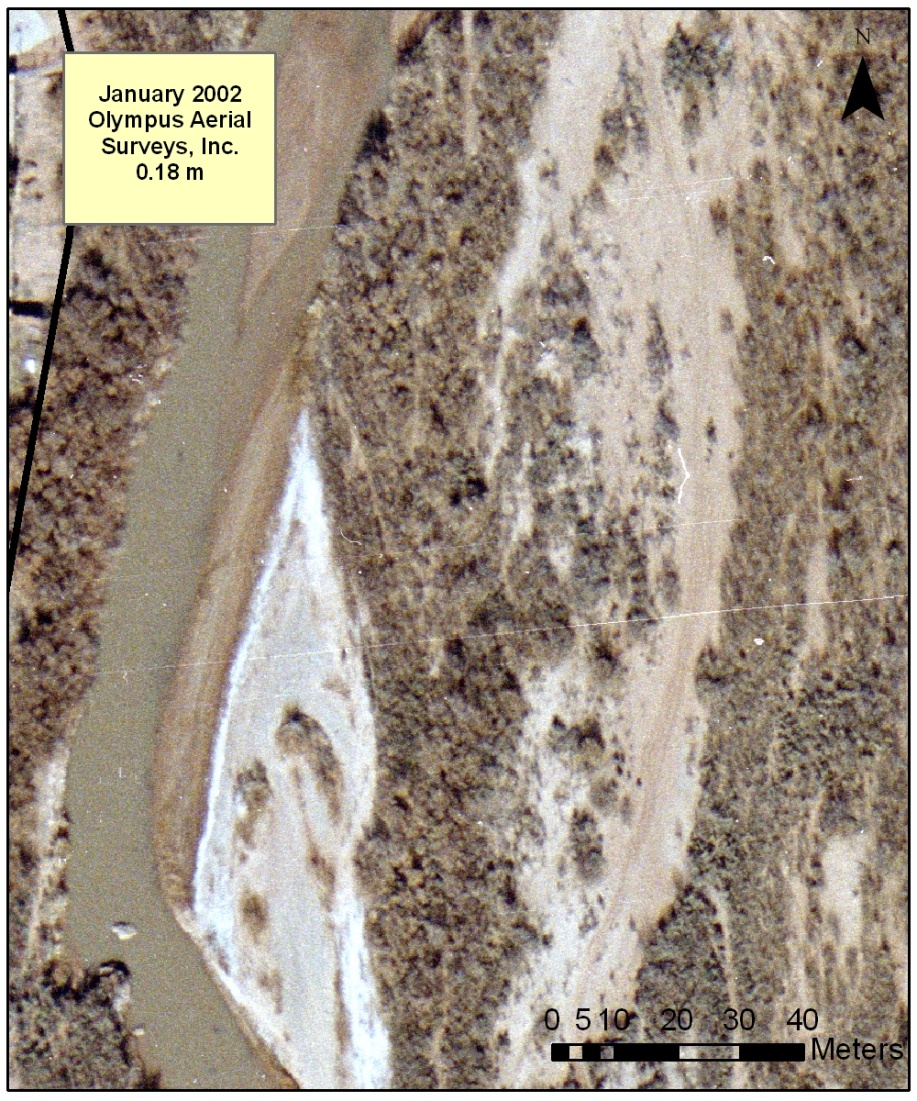 January 2002
Olympus Aerial
Surveys, Inc.
0.18 m
N
0 5 10 20 30 40
Meters